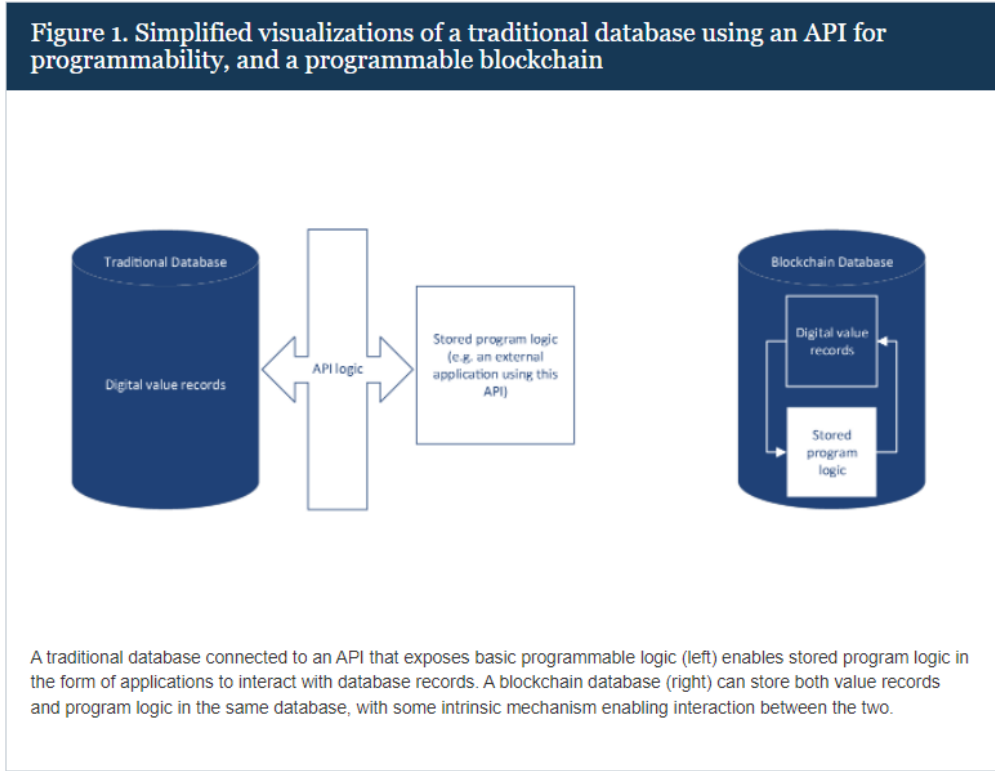 Figure 1. Simplified visualizations of a traditional database using an API for
programmability, and a programmable blockchain
Traditional Database
Digital value records
API logic
Stored program logic
(e.g. an external
application using this
API)
Blockchain Database
Digital value
records
Stored
program
logic
A traditional database connected to an API that exposes basic programmable logic (left) enables stored program logic in
the form of applications to interact with database records. A blockchain database (right) can store both value records
and program logic in the same database, with some intrinsic mechanism enabling interaction between the two.